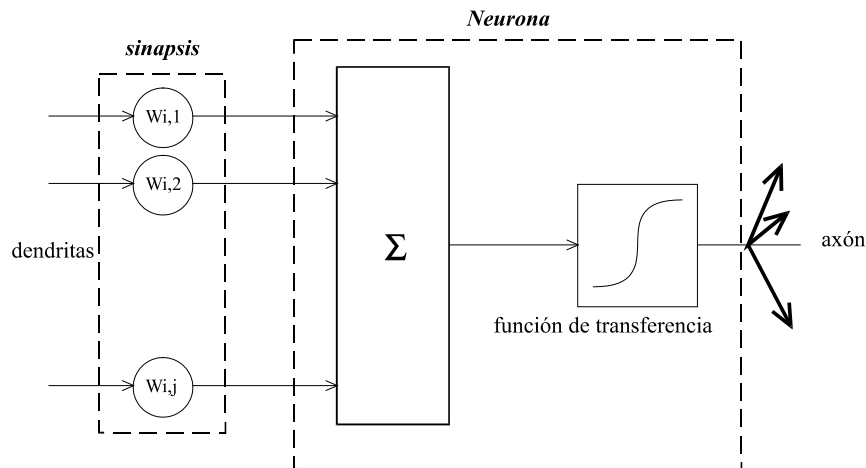 Neurona
sinapsis
Wi,1
Wi,2
dendritas
Σ
axón
función de transferencia
Wi,j